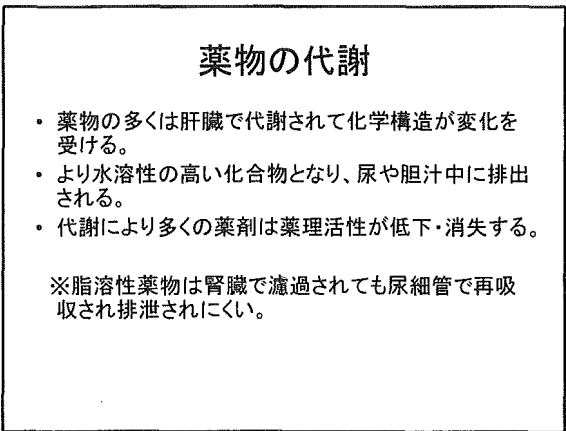 薬物の代謝
• 薬物の多くは肝臓で代謝されて化学構造が変化を
受ける。
• より水溶性の高い化合物となり、尿や胆汁中に排出
される。
• 代謝により多くの薬剤は薬理活性が低下・消失する。
※脂溶性薬物は腎臓で濾過されても尿細管で再吸
収され排泄されにくい。